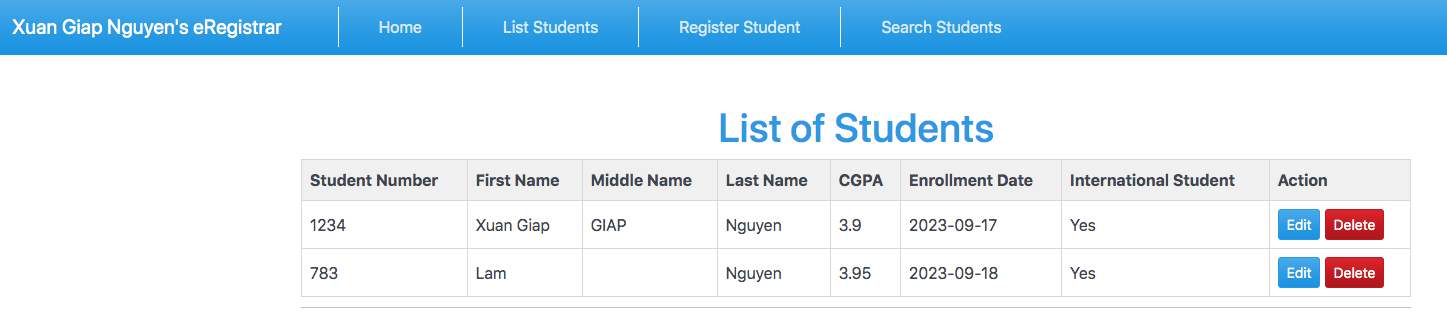 Xuan Giap Nguyen's eRegistrar Home List Students Register Student Search Students
List of Students
Student Number First Name Middle Name Last Name CGPA Enrollment Date International Student Action
1234 Xuan Giap GIAP Nguyen 3.9 2023-09-17 Yes Edit Delete
783 Lam Nguyen 3.95 2023-09-18 Yes Edit Delete